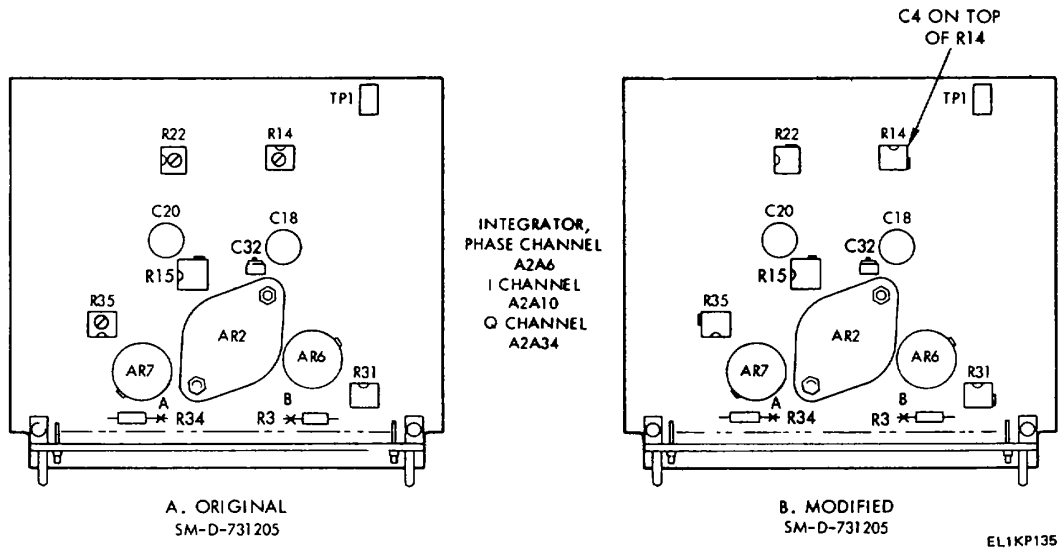 C4 ON TOP
OF R14
TP1
R22
R14
C20
C18
C32
R15
R35
AR2
AR7
AR6
R31
A
B
R34
R3
A. ORIGINAL
SM-D-731205
INTEGRATOR,
PHASE CHANNEL
A2A6
I CHANNEL
A2A10
Q CHANNEL
A2A34
TP1
R22
R14
C20
C18
C32
R15
R35
AR2
AR7
AR6
R31
A
B
R34
R3
B. MODIFIED
SM-D-731205
EL1KP135